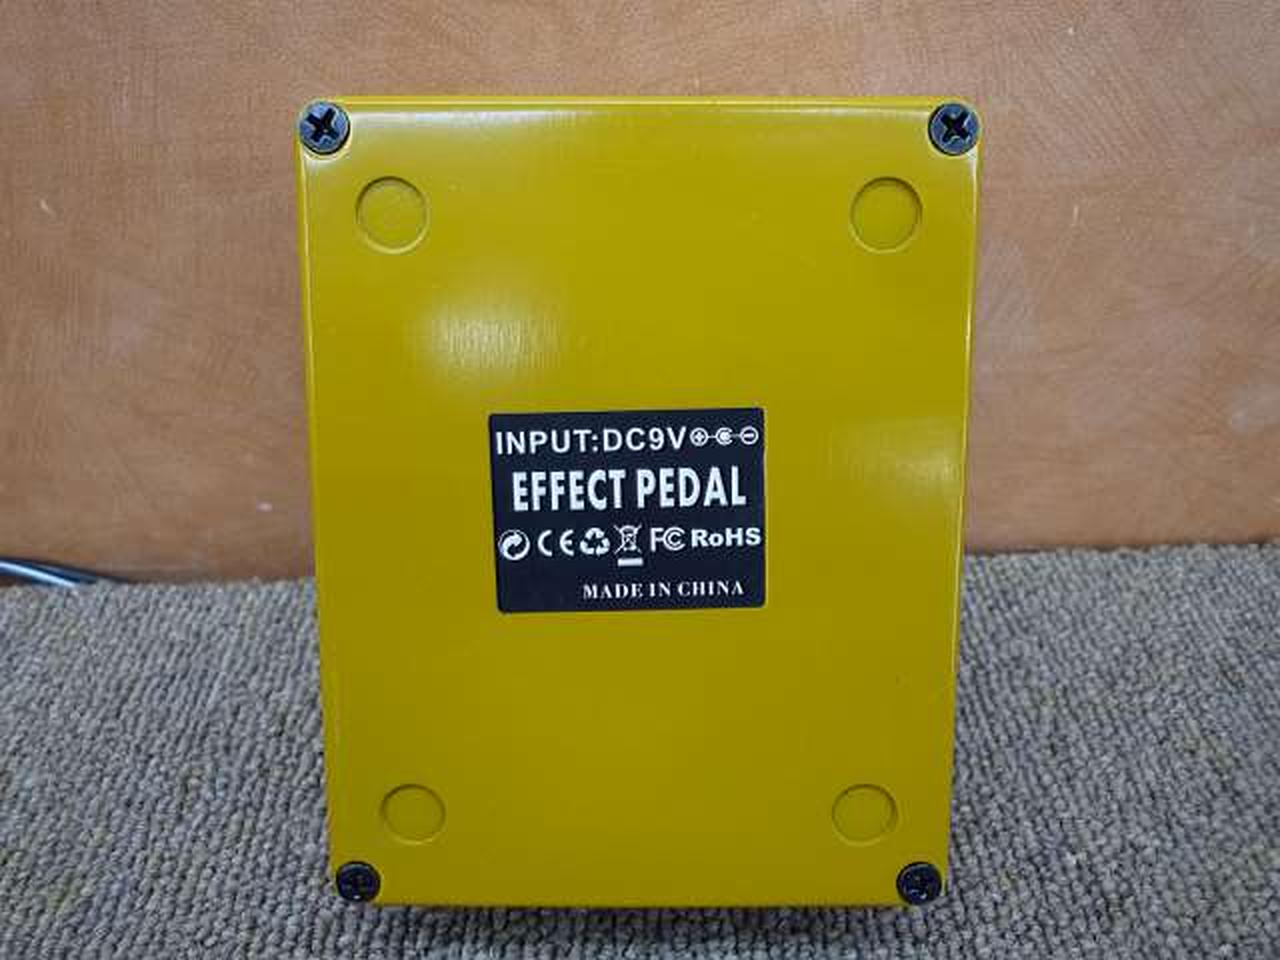 INPUT:DC9V
EFFECT PEDAL
CE FC RoHS
MADE IN CHINA